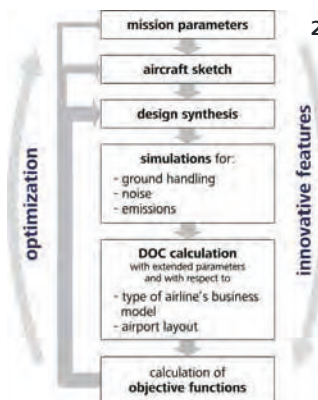 mission parameters
2
aircraft sketch
design synthesis
simulations for:
- ground handling
- noise
- emissions
DOC calculation
with extended parameters
and with respect to
- type of airline's business
model
- airport layout
calculation of
objective functions
optimization
innovative features